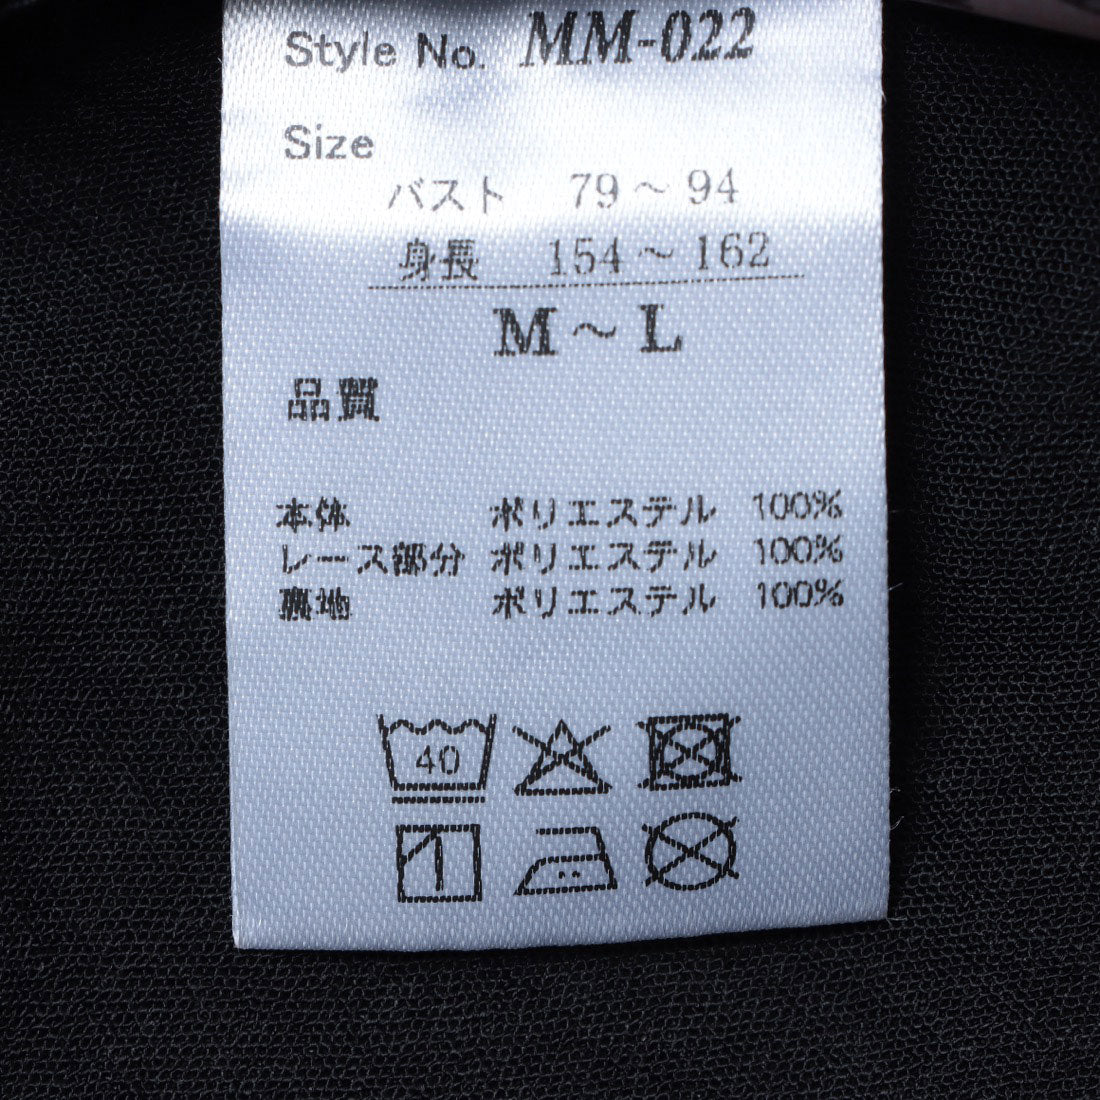 Style No. MM-022
Size
バスト 79～94
身長 154～162
M～L
品質
本体 ポリエステル 100%
レース部分 ポリエステル 100%
裏地 ポリエステル 100%
40